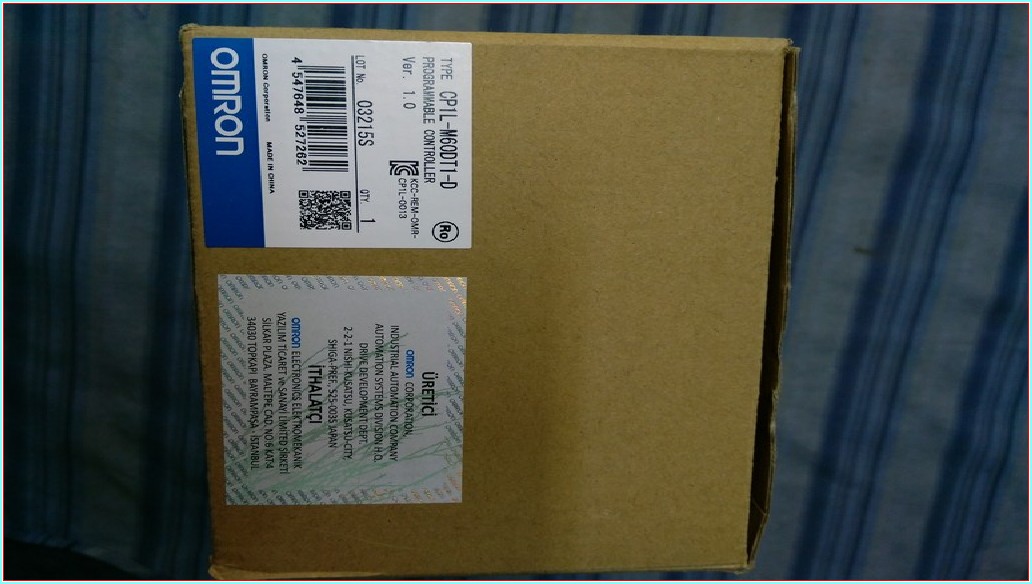 TYPE CP1L-M60DT1-D
PROGRAMMABLE CONTROLLER
Ver. 1.0
KCC-REM-OMR-
CP1L-0013
Ro
LOT No. 03215S QTY. 1
4 547648 527262
OMRON Corporation MADE IN CHINA
OMRON
ÜRETİCİ
OMRON CORPORATION
INDUSTRIAL AUTOMATION COMPANY
AUTOMATION SYSTEMS DIVISION H.Q.
DRIVE DEVELOPMENT DEPT.
2-2-1 NISHI-KUSATSU, KUSATSU-CITY,
SHIGA-PREF., 525-0035 JAPAN
İTHALATÇI
OMRON ELECTRONICS ELEKTROMEKANİK
YAZILIM TİCARET ve SANAYİ LİMİTED ŞİRKETİ
SİLKAR PLAZA, MALTEPE CAD. NO:6 KAT:4
34030 TOPKAPI BAYRAMPAŞA - İSTANBUL